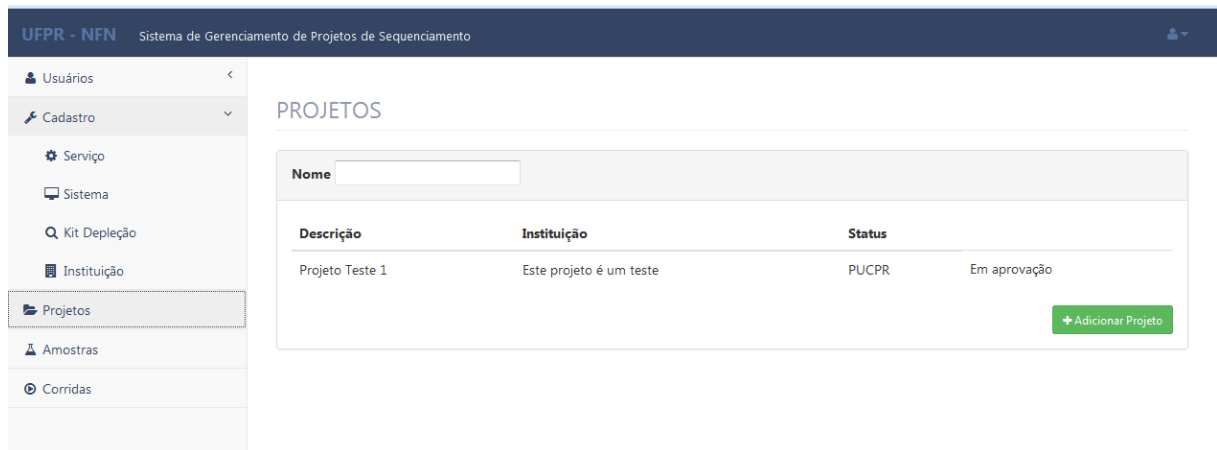 UFPR - NFN Sistema de Gerenciamento de Projetos de Sequenciamento
Usuários
Cadastro
Serviço
Sistema
Kit Depleção
Instituição
Projetos
Amostras
Corridas
PROJETOS
Nome
Descrição Instituição Status
Projeto Teste 1 Este projeto é um teste PUCPR Em aprovação
Adicionar Projeto